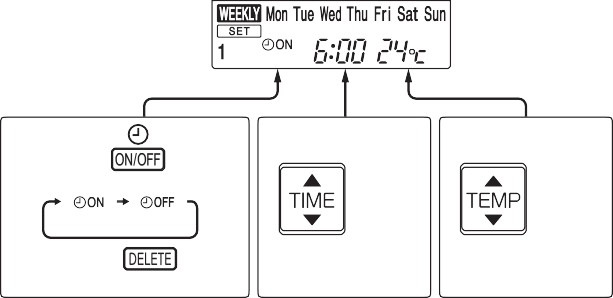 WEEKLY Mon Tue Wed Thu Fri Sat Sun
SET
1 ON 6:00 24°c
ON/OFF
ON OFF
DELETE
TIME
TEMP